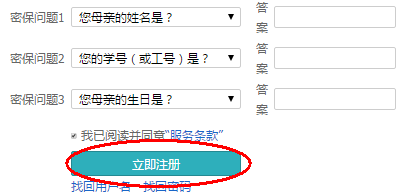 密保问题1 您母亲的姓名是？ 答案
密保问题2 您的学号（或工号）是？ 答案
密保问题3 您母亲的生日是？ 答案
我已阅读并同意“服务条款”
立即注册
找回用户名 找回密码